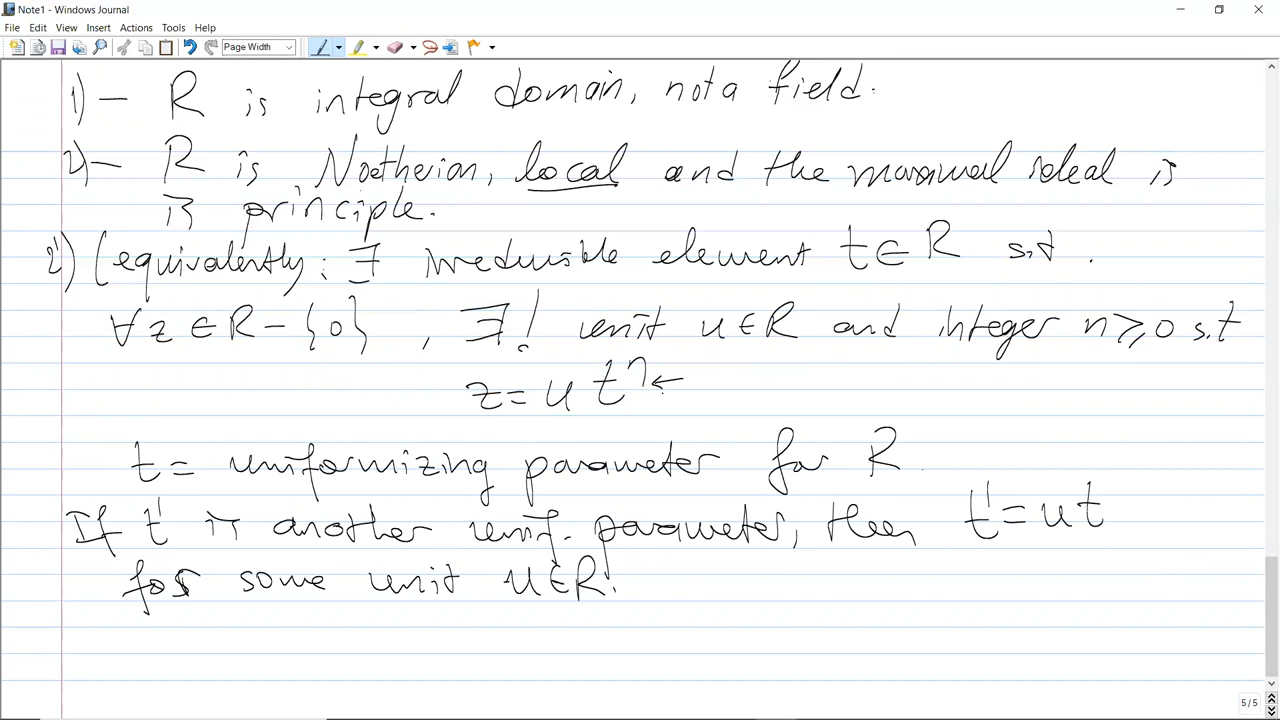 Note1 - Windows Journal
File Edit View Insert Actions Tools Help
Page Width
1) — R is integral domain, not a field.
2) — R is Noetherian, local and the maximal ideal is
is principle.
2') (equivalently: ∃ irreducible element t ∈ R s.t.
∀ z ∈ R - {0}, ∃! unit u ∈ R and integer n ≥ 0 s.t
z = u tⁿ ←
t = uniformizing parameter for R.
If t' is another unif. parameter, then t' = ut
for some unit u ∈ R.
5/5